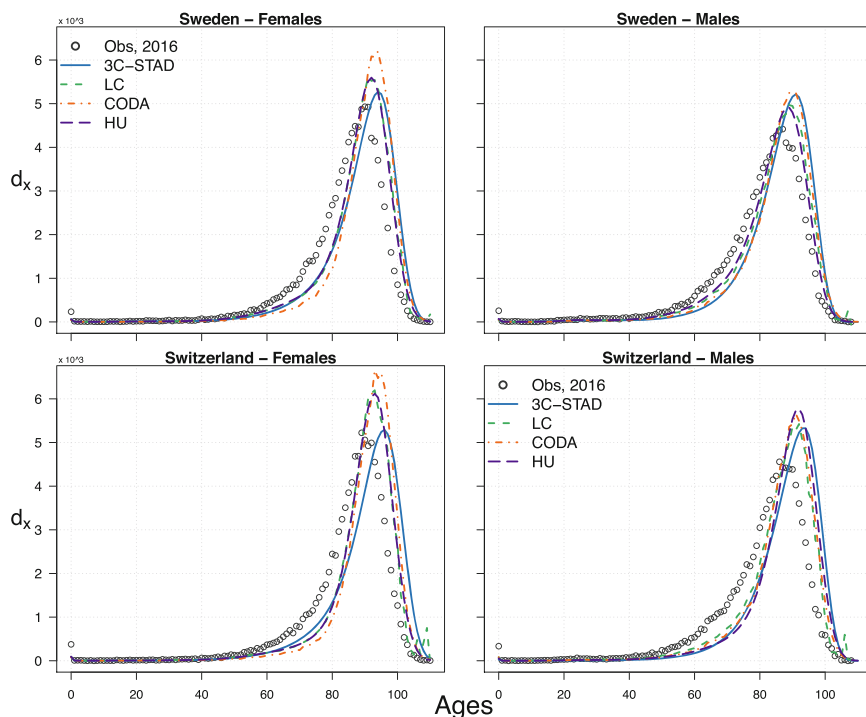 Sweden – Females
Sweden – Males
x 10^3
Obs, 2016
3C−STAD
LC
CODA
HU
6
5
4
3
2
1
0
d_x
Switzerland – Females
Switzerland – Males
x 10^3
Obs, 2016
3C−STAD
LC
CODA
HU
6
5
4
3
2
1
0
d_x
0 20 40 60 80 100
0 20 40 60 80 100
Ages